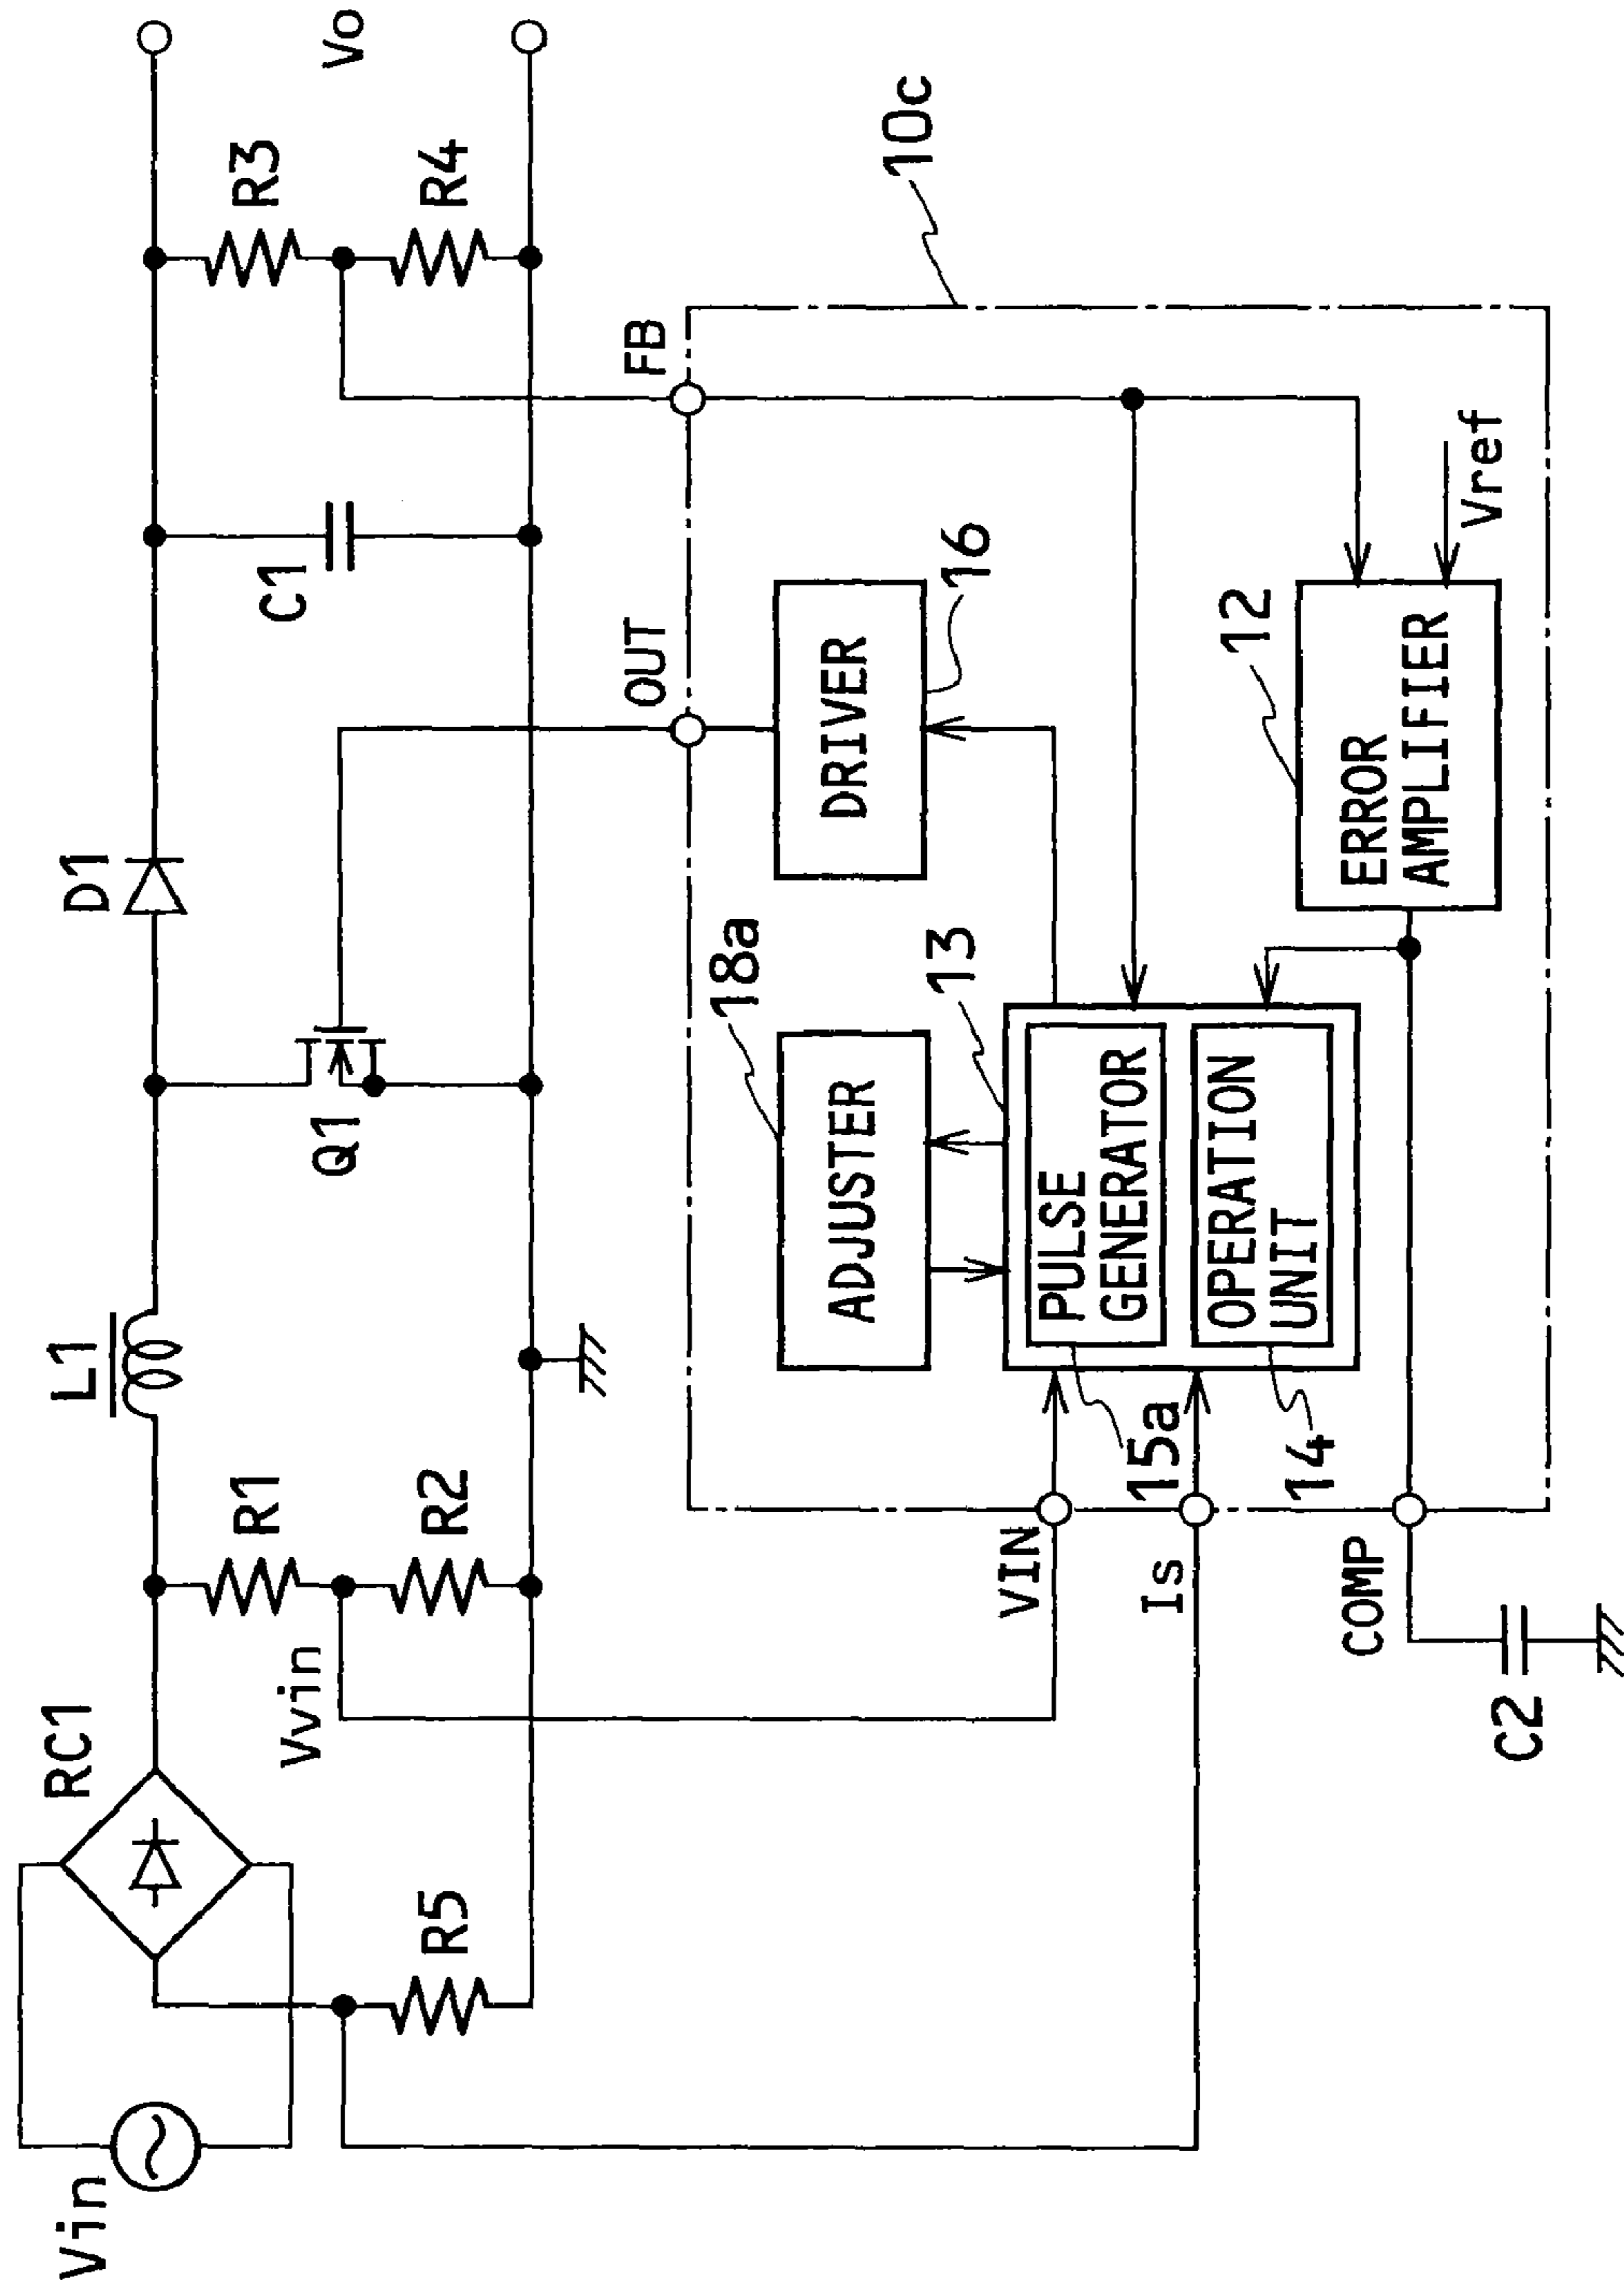 Vin
RC1
L1
D1
Vvin
R1
R2
Q1
C1
R3
R4
Vo
R5
OUT
FB
10c
18a
ADJUSTER
DRIVER
16
13
VIN
Is
COMP
C2
PULSE
GENERATOR
15a
OPERATION
UNIT
14
12
ERROR
AMPLIFIER
Vref